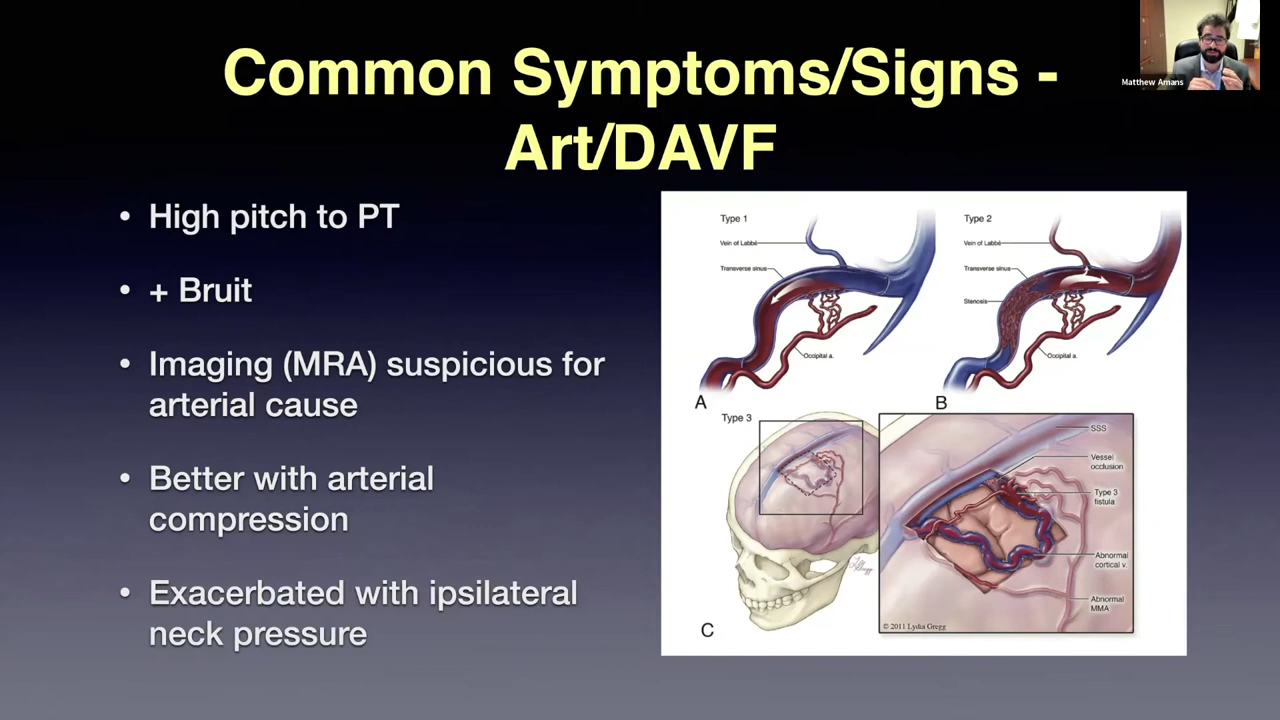 Common Symptoms/Signs -
Art/DAVF
Matthew Amans
• High pitch to PT
• + Bruit
• Imaging (MRA) suspicious for
arterial cause
• Better with arterial
compression
• Exacerbated with ipsilateral
neck pressure
Type 1
Vein of Labbé
Transverse sinus
Occipital a.
A
Type 2
Vein of Labbé
Transverse sinus
Stenosis
Occipital a.
B
Type 3
C
SSS
Vessel
occlusion
Type 3
fistula
Abnormal
cortical v.
Abnormal
MMA
© 2011 Lydia Gregg